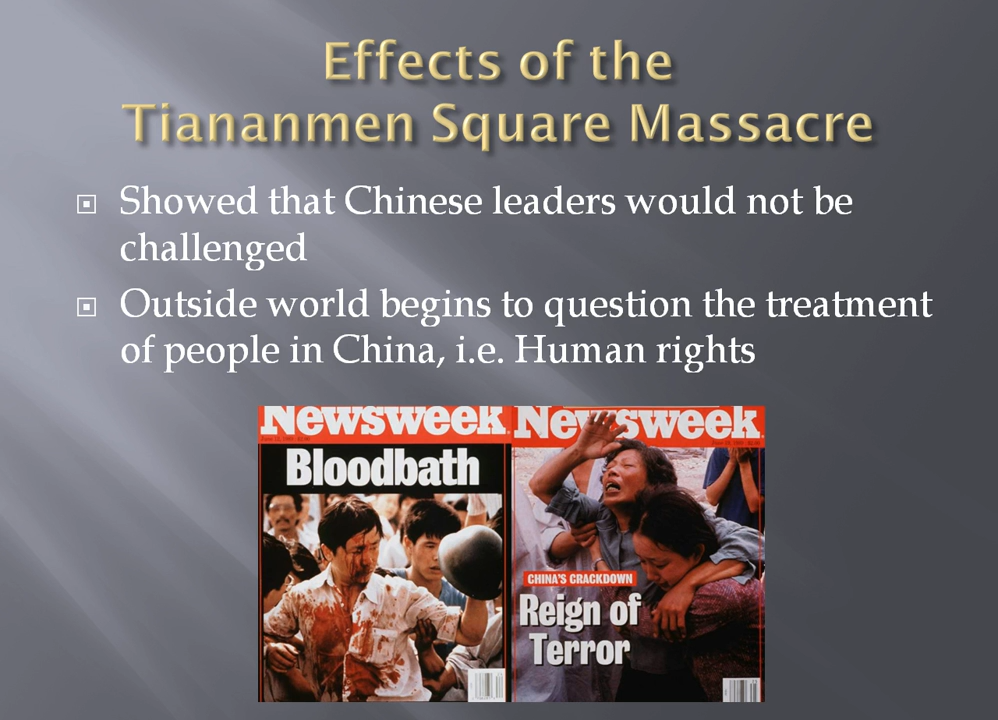 Effects of the
Tiananmen Square Massacre
Showed that Chinese leaders would not be
challenged
Outside world begins to question the treatment
of people in China, i.e. Human rights
Newsweek
Bloodbath
Newsweek
CHINA'S CRACKDOWN
Reign of
Terror